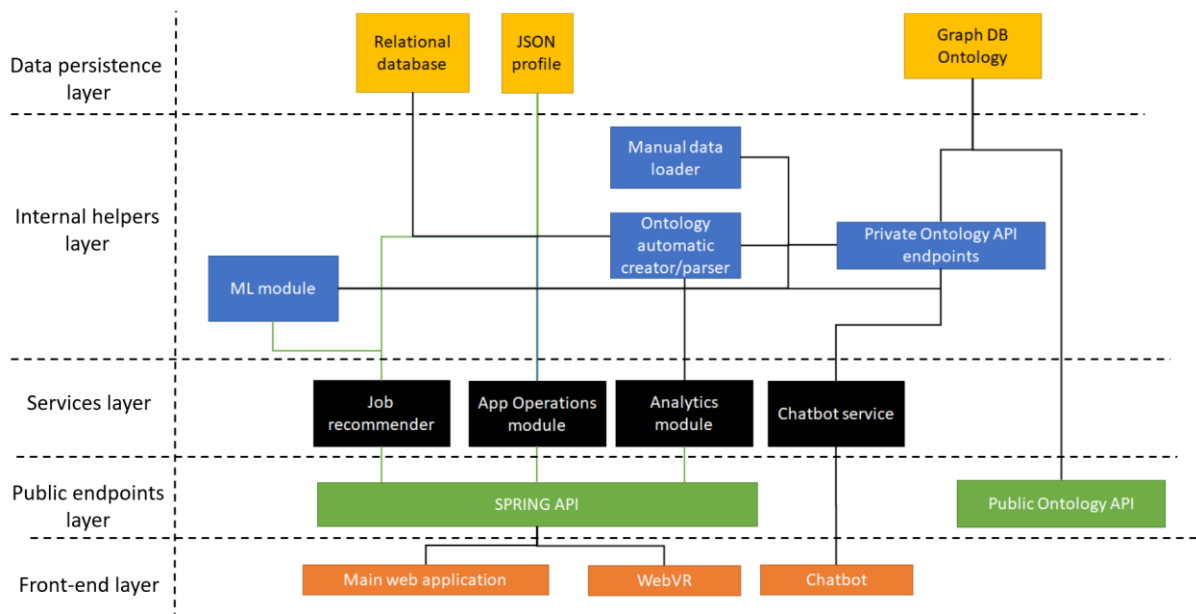 Data persistence
layer
Relational
database
JSON
profile
Graph DB
Ontology
Internal helpers
layer
Manual data
loader
Ontology
automatic
creator/parser
Private Ontology API
endpoints
ML module
Services layer
Job
recommender
App Operations
module
Analytics
module
Chatbot service
Public endpoints
layer
SPRING API
Public Ontology API
Front-end layer
Main web application
WebVR
Chatbot